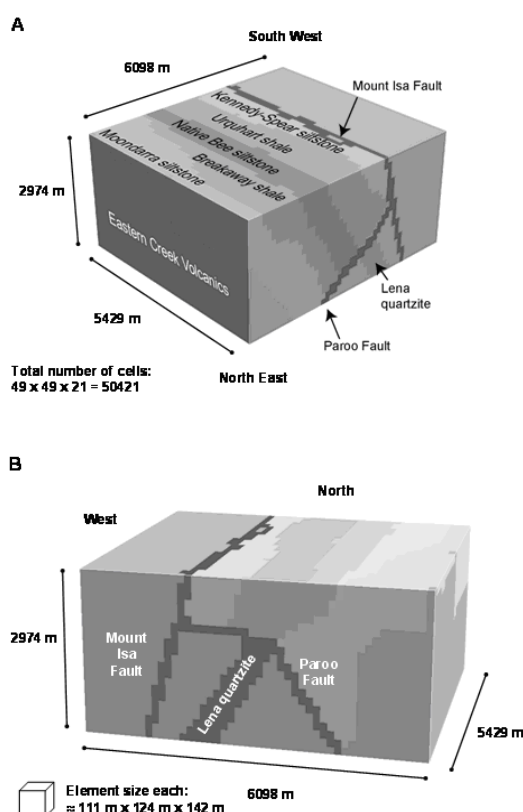 A
South West
6098 m
Mount Isa Fault
Kennedy-Spear siltstone
Urquhart shale
Native Bee siltstone
Breakaway shale
Moondarra siltstone
2974 m
Eastern Creek Volcanics
Lena
quartzite
Paroo Fault
5429 m
Total number of cells:
49 x 49 x 21 = 50421
North East
B
North
West
2974 m
Mount
Isa
Fault
Lena quartzite
Paroo
Fault
5429 m
6098 m
Element size each:
≈ 111 m x 124 m x 142 m